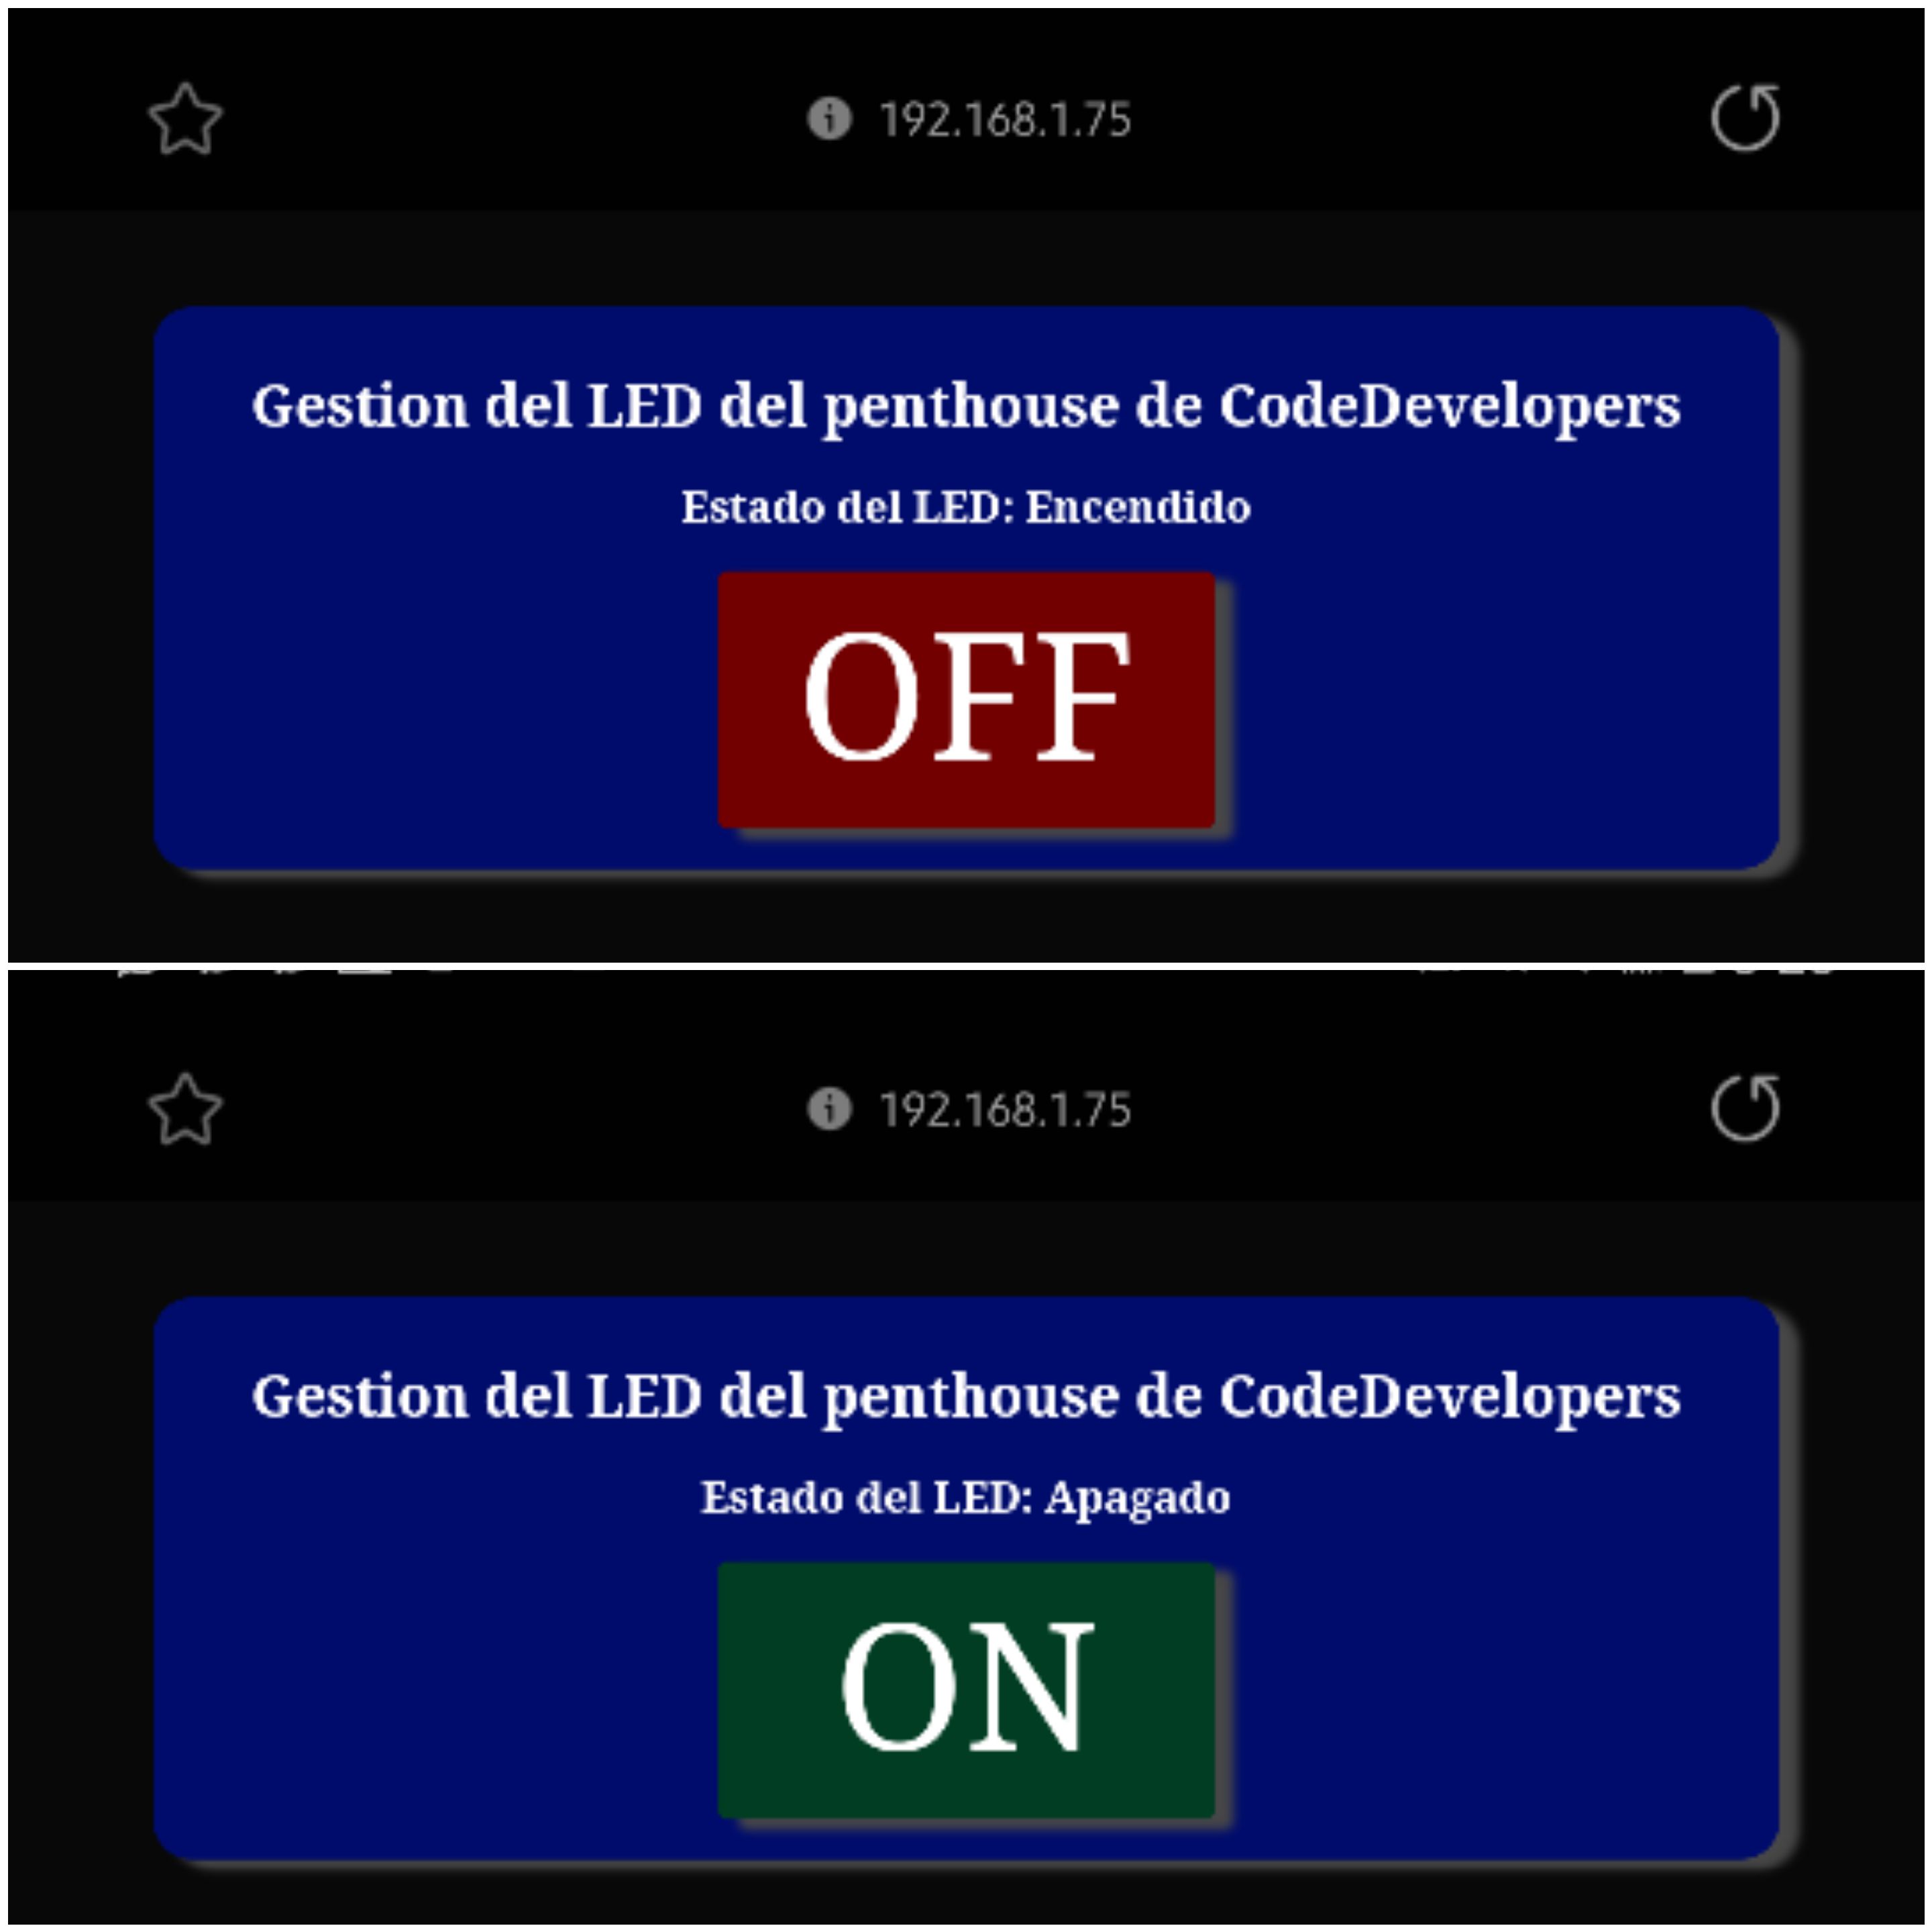 192.168.1.75
Gestion del LED del penthouse de CodeDevelopers
Estado del LED: Encendido
OFF
192.168.1.75
Gestion del LED del penthouse de CodeDevelopers
Estado del LED: Apagado
ON